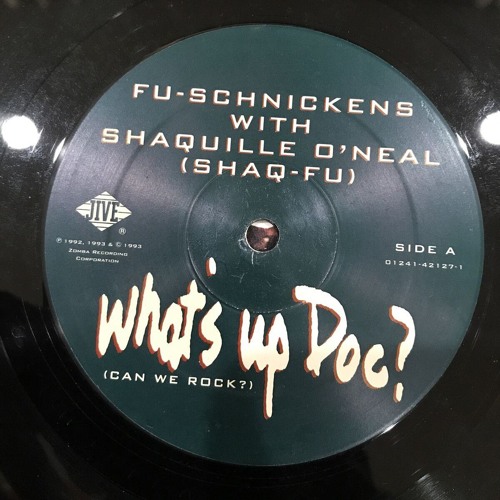 FU-SCHNICKENS
WITH
SHAQUILLE O'NEAL
(SHAQ-FU)
JIVE
®
℗ 1992, 1993 & © 1993
ZOMBA RECORDING
CORPORATION
SIDE A
01241-42127-1
what's up Doc?
(CAN WE ROCK?)